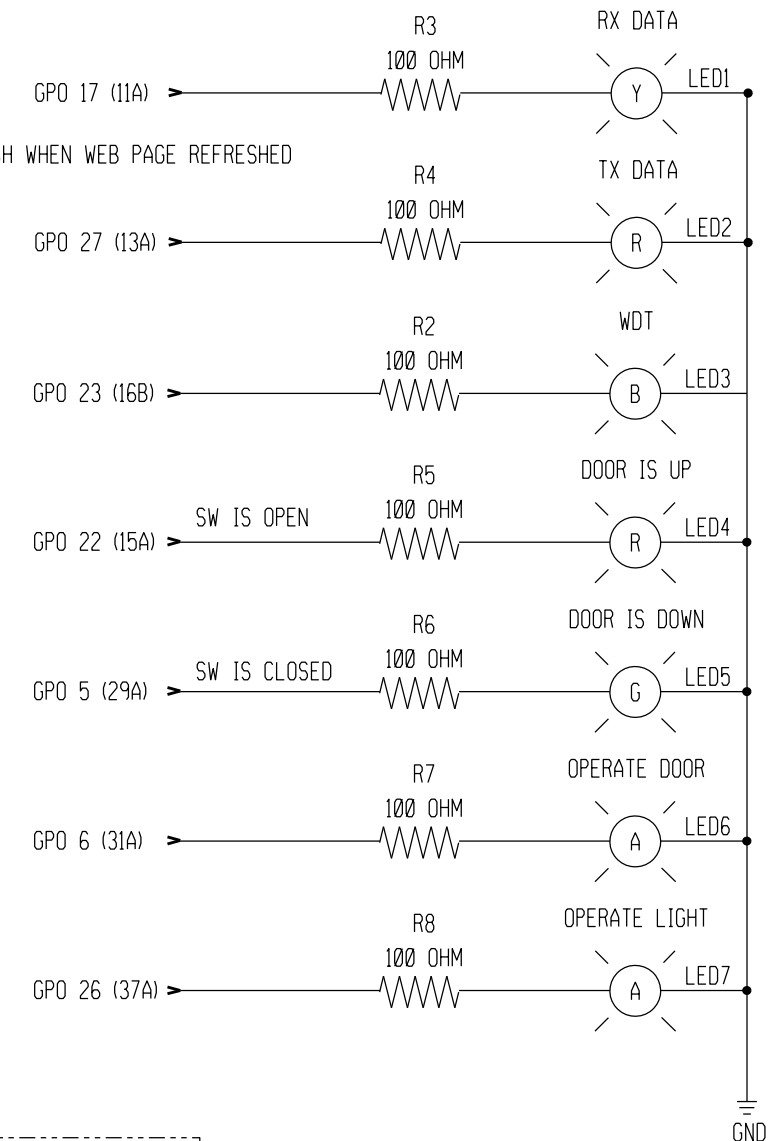 R3
RX DATA
100 OHM
GPO 17 (11A)
Y
LED1
H WHEN WEB PAGE REFRESHED
R4
TX DATA
100 OHM
GPO 27 (13A)
R
LED2
R2
WDT
100 OHM
GPO 23 (16B)
B
LED3
R5
DOOR IS UP
100 OHM
SW IS OPEN
GPO 22 (15A)
R
LED4
R6
DOOR IS DOWN
100 OHM
SW IS CLOSED
GPO 5 (29A)
G
LED5
R7
OPERATE DOOR
100 OHM
GPO 6 (31A)
A
LED6
R8
OPERATE LIGHT
100 OHM
GPO 26 (37A)
A
LED7
GND